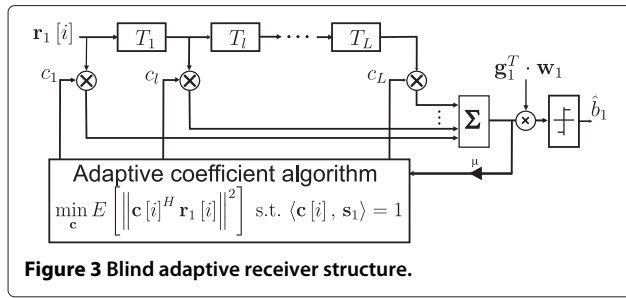 r₁ [i] T₁ T_l ··· T_L
c₁ c_l c_L g₁ᵀ · w₁
⋮ Σ b̂₁
μ
Adaptive coefficient algorithm
min_c E [‖c [i]ᴴ r₁ [i]‖²] s.t. ⟨c [i] , s₁⟩ = 1
Figure 3 Blind adaptive receiver structure.